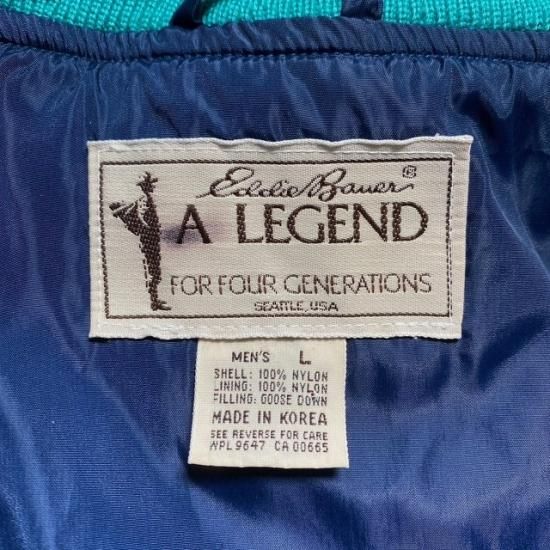 Eddie Bauer®
A LEGEND
FOR FOUR GENERATIONS
SEATTLE, USA
MEN'S L
SHELL: 100% NYLON
LINING: 100% NYLON
FILLING: GOOSE DOWN
MADE IN KOREA
SEE REVERSE FOR CARE
WPL 9647 CA 00665